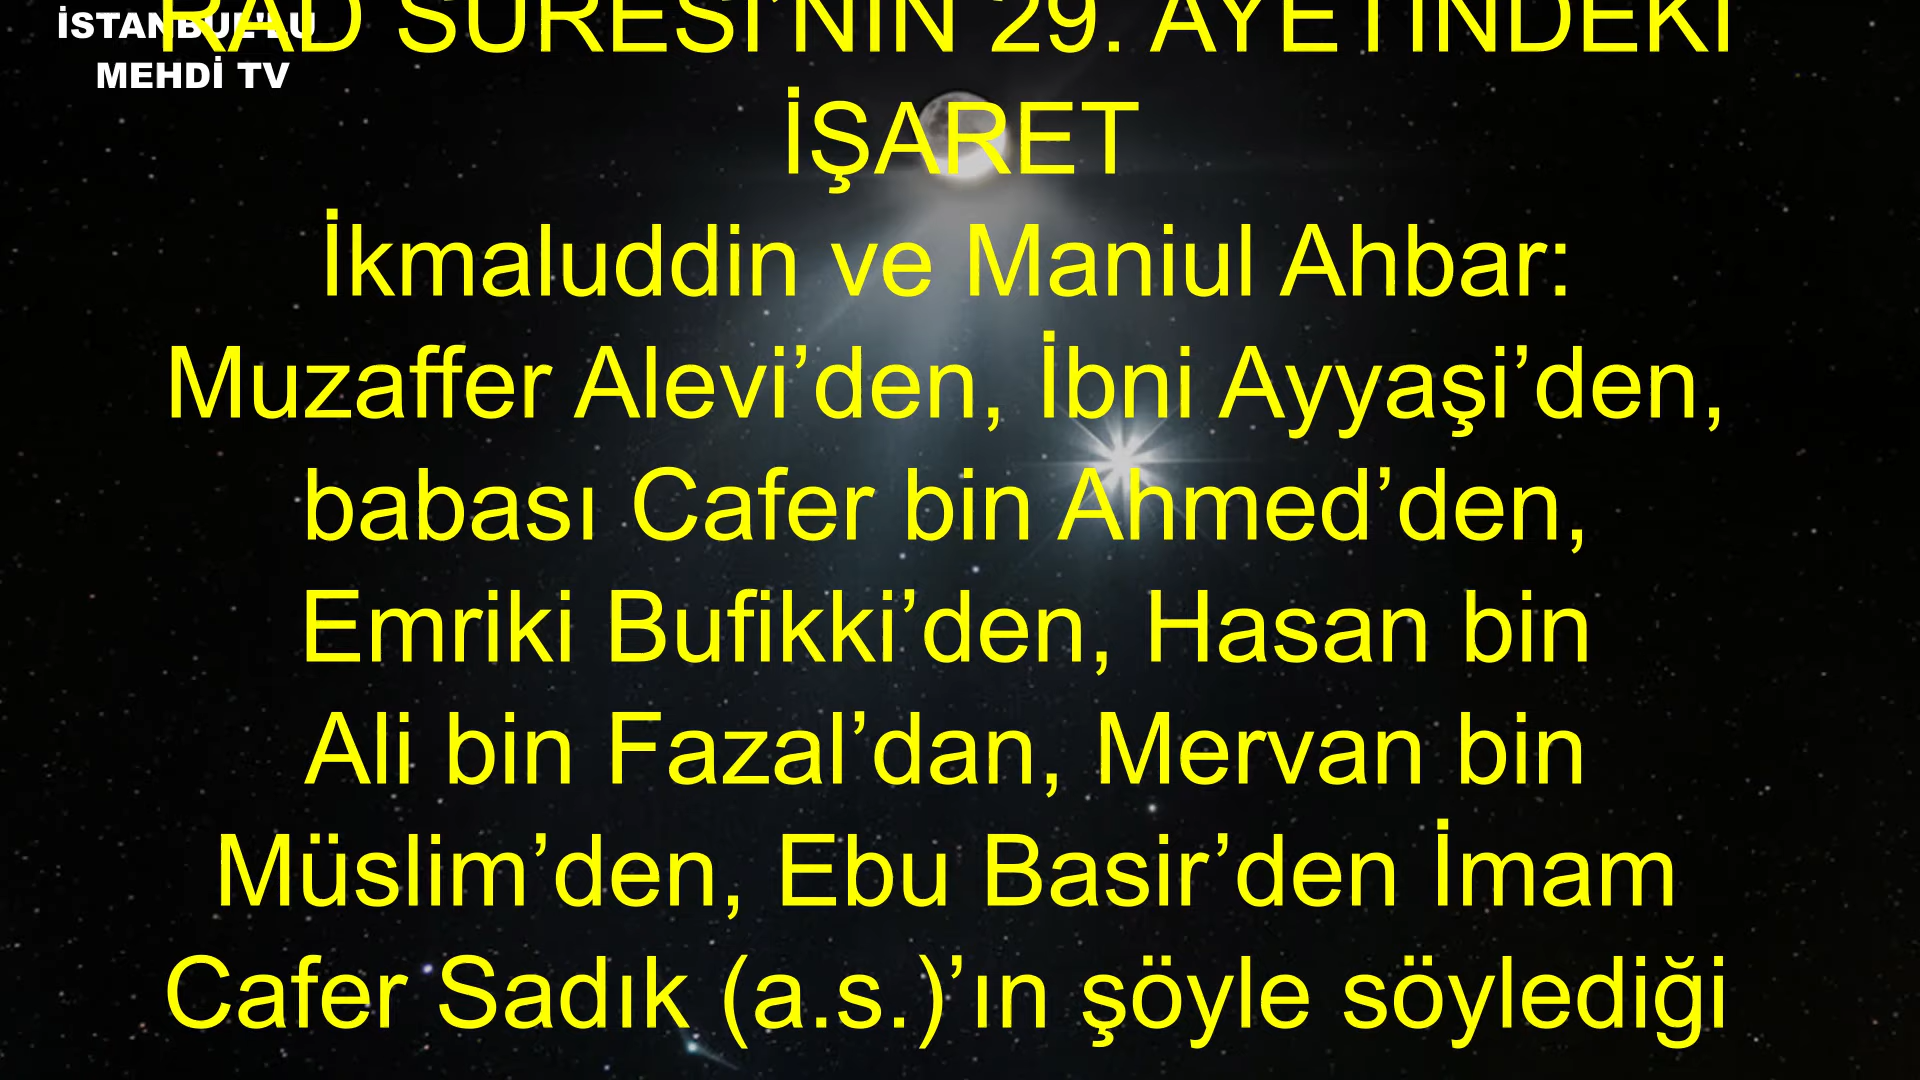 İSTANBUL'LU
MEHDİ TV
RAD SURESİ’NİN 29. AYETİNDEKİ
İŞARET
İkmaluddin ve Maniul Ahbar:
Muzaffer Alevi’den, İbni Ayyaşi’den,
babası Cafer bin Ahmed’den,
Emriki Bufikki’den, Hasan bin
Ali bin Fazal’dan, Mervan bin
Müslim’den, Ebu Basir’den İmam
Cafer Sadık (a.s.)’ın şöyle söylediği